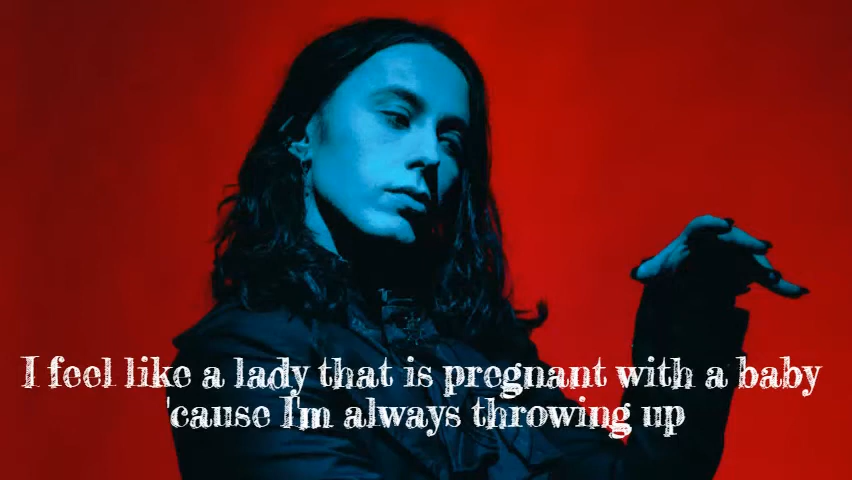 I feel like a lady that is pregnant with a baby
'cause I'm always throwing up